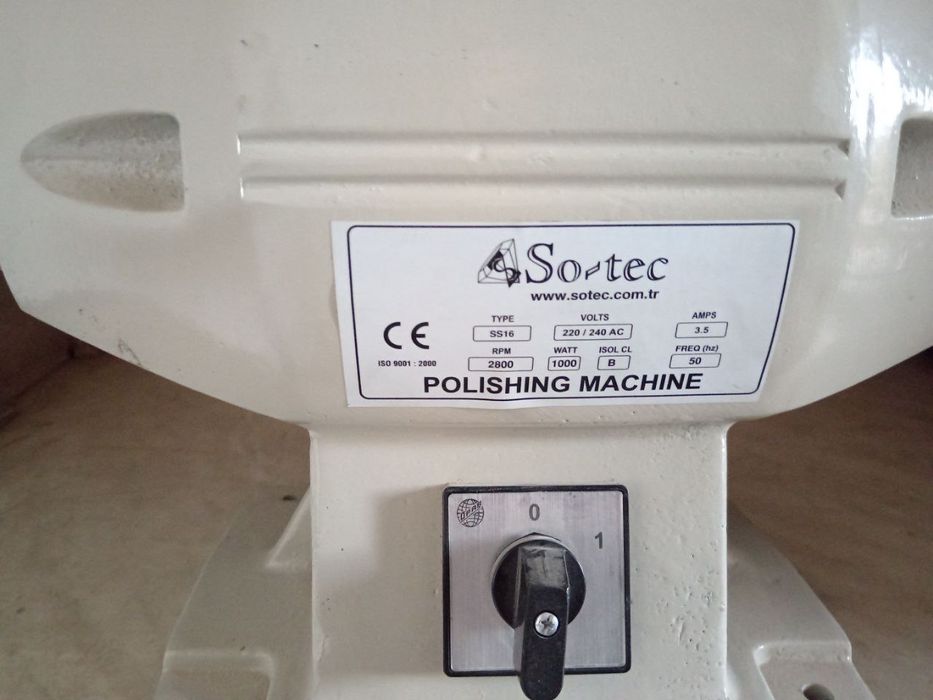 So-tec
www.sotec.com.tr
TYPE VOLTS AMPS
SS16 220 / 240 AC 3.5
CE
RPM WATT ISOL CL FREQ (hz)
ISO 9001 : 2000 2800 1000 B 50
POLISHING MACHINE
0
1